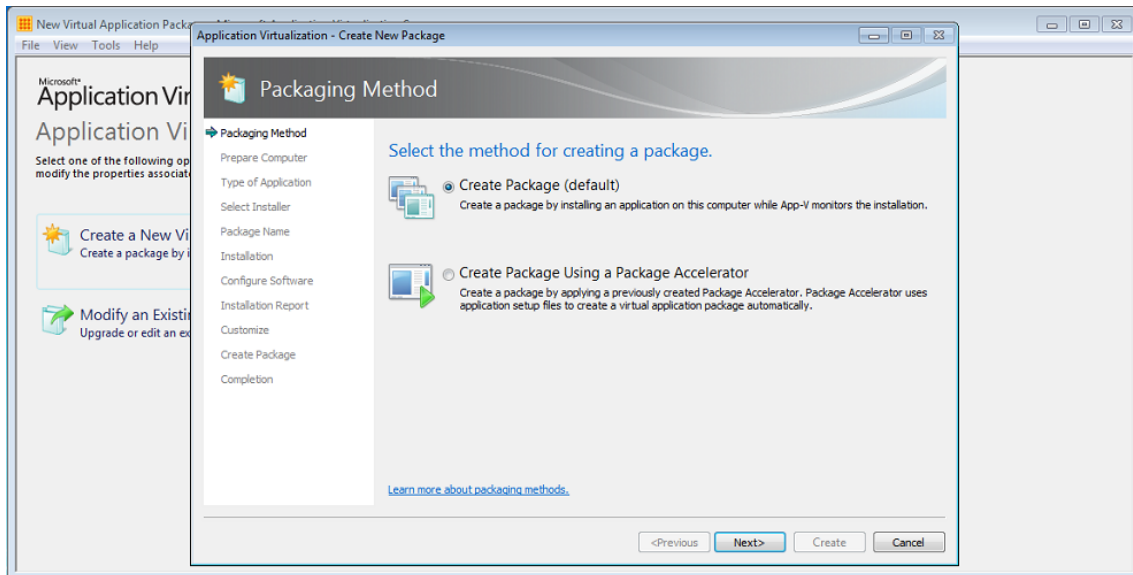 New Virtual Application Packa
File View Tools Help
Microsoft®
Application Vir
Application Vi
Select one of the following op
modify the properties associat
Create a New Vi
Create a package by i
Modify an Existi
Upgrade or edit an ex
Application Virtualization - Create New Package
Packaging Method
Packaging Method
Prepare Computer
Type of Application
Select Installer
Package Name
Installation
Configure Software
Installation Report
Customize
Create Package
Completion
Select the method for creating a package.
Create Package (default)
Create a package by installing an application on this computer while App-V monitors the installation.
Create Package Using a Package Accelerator
Create a package by applying a previously created Package Accelerator. Package Accelerator uses
application setup files to create a virtual application package automatically.
Learn more about packaging methods.
<Previous Next> Create Cancel